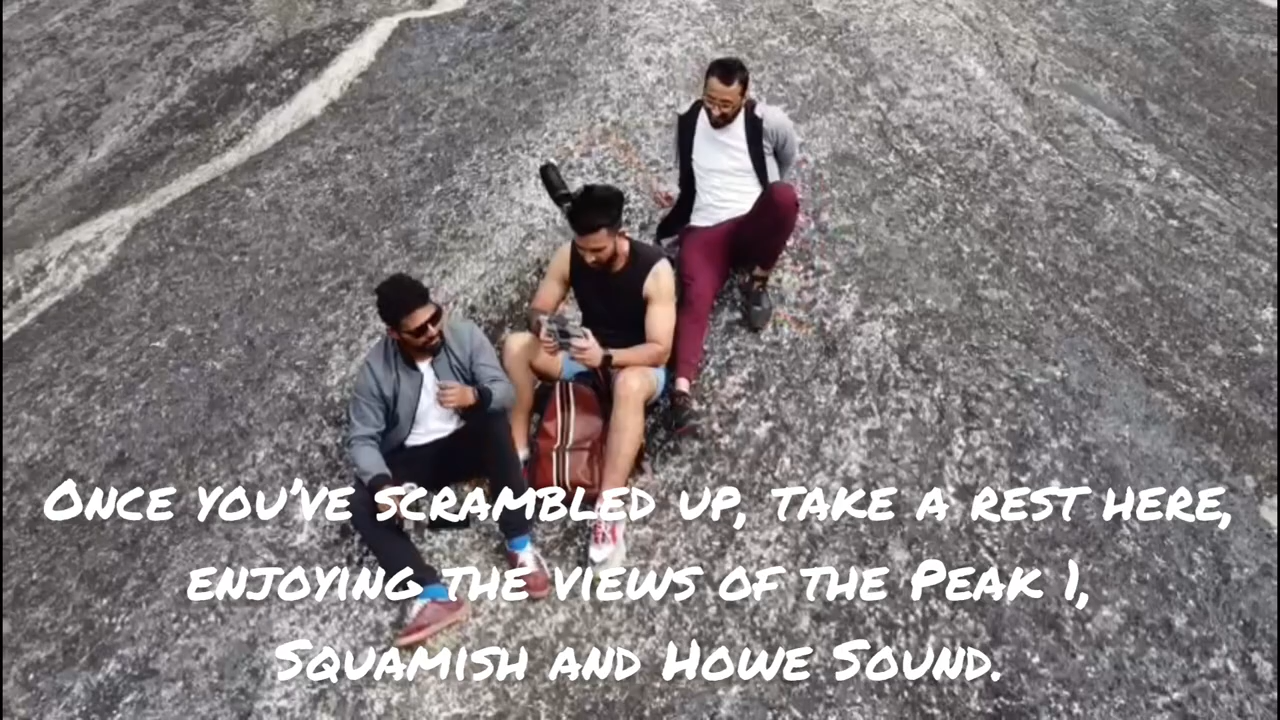 Once you’ve scrambled up, take a rest here,
enjoying the views of the Peak 1,
Squamish and Howe Sound.